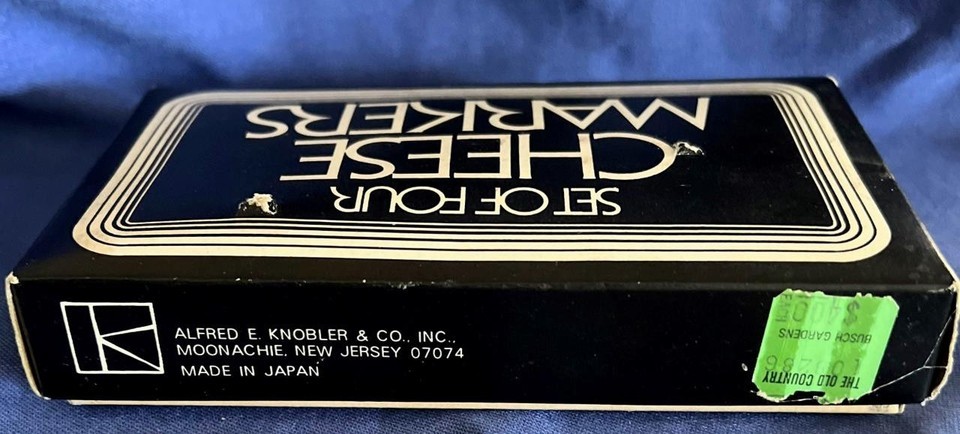 SET OF FOUR
CHEESE
MARKERS
ALFRED E. KNOBLER & CO., INC.,
MOONACHIE, NEW JERSEY 07074
MADE IN JAPAN
THE OLD COUNTRY
BUSCH GARDENS